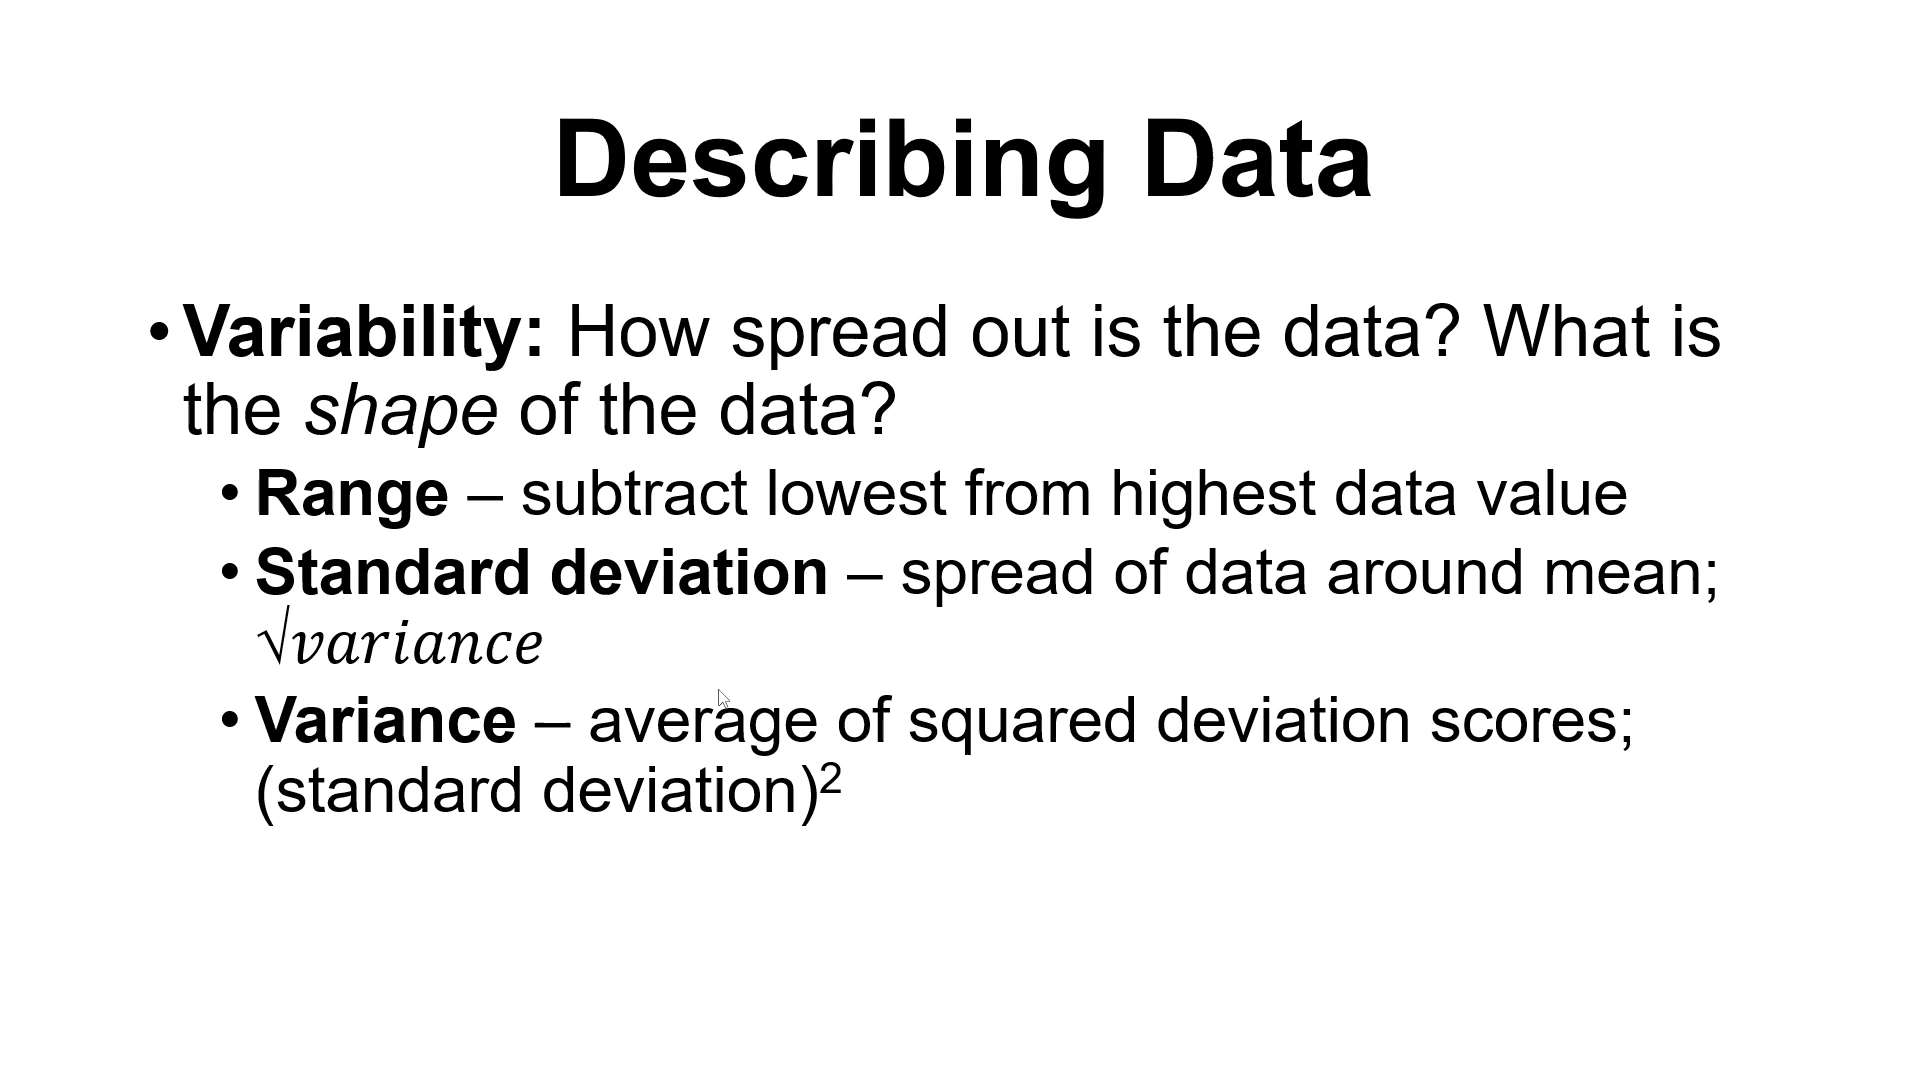 Describing Data
• Variability: How spread out is the data? What is
the shape of the data?
• Range – subtract lowest from highest data value
• Standard deviation – spread of data around mean;
√variance
• Variance – average of squared deviation scores;
(standard deviation)²